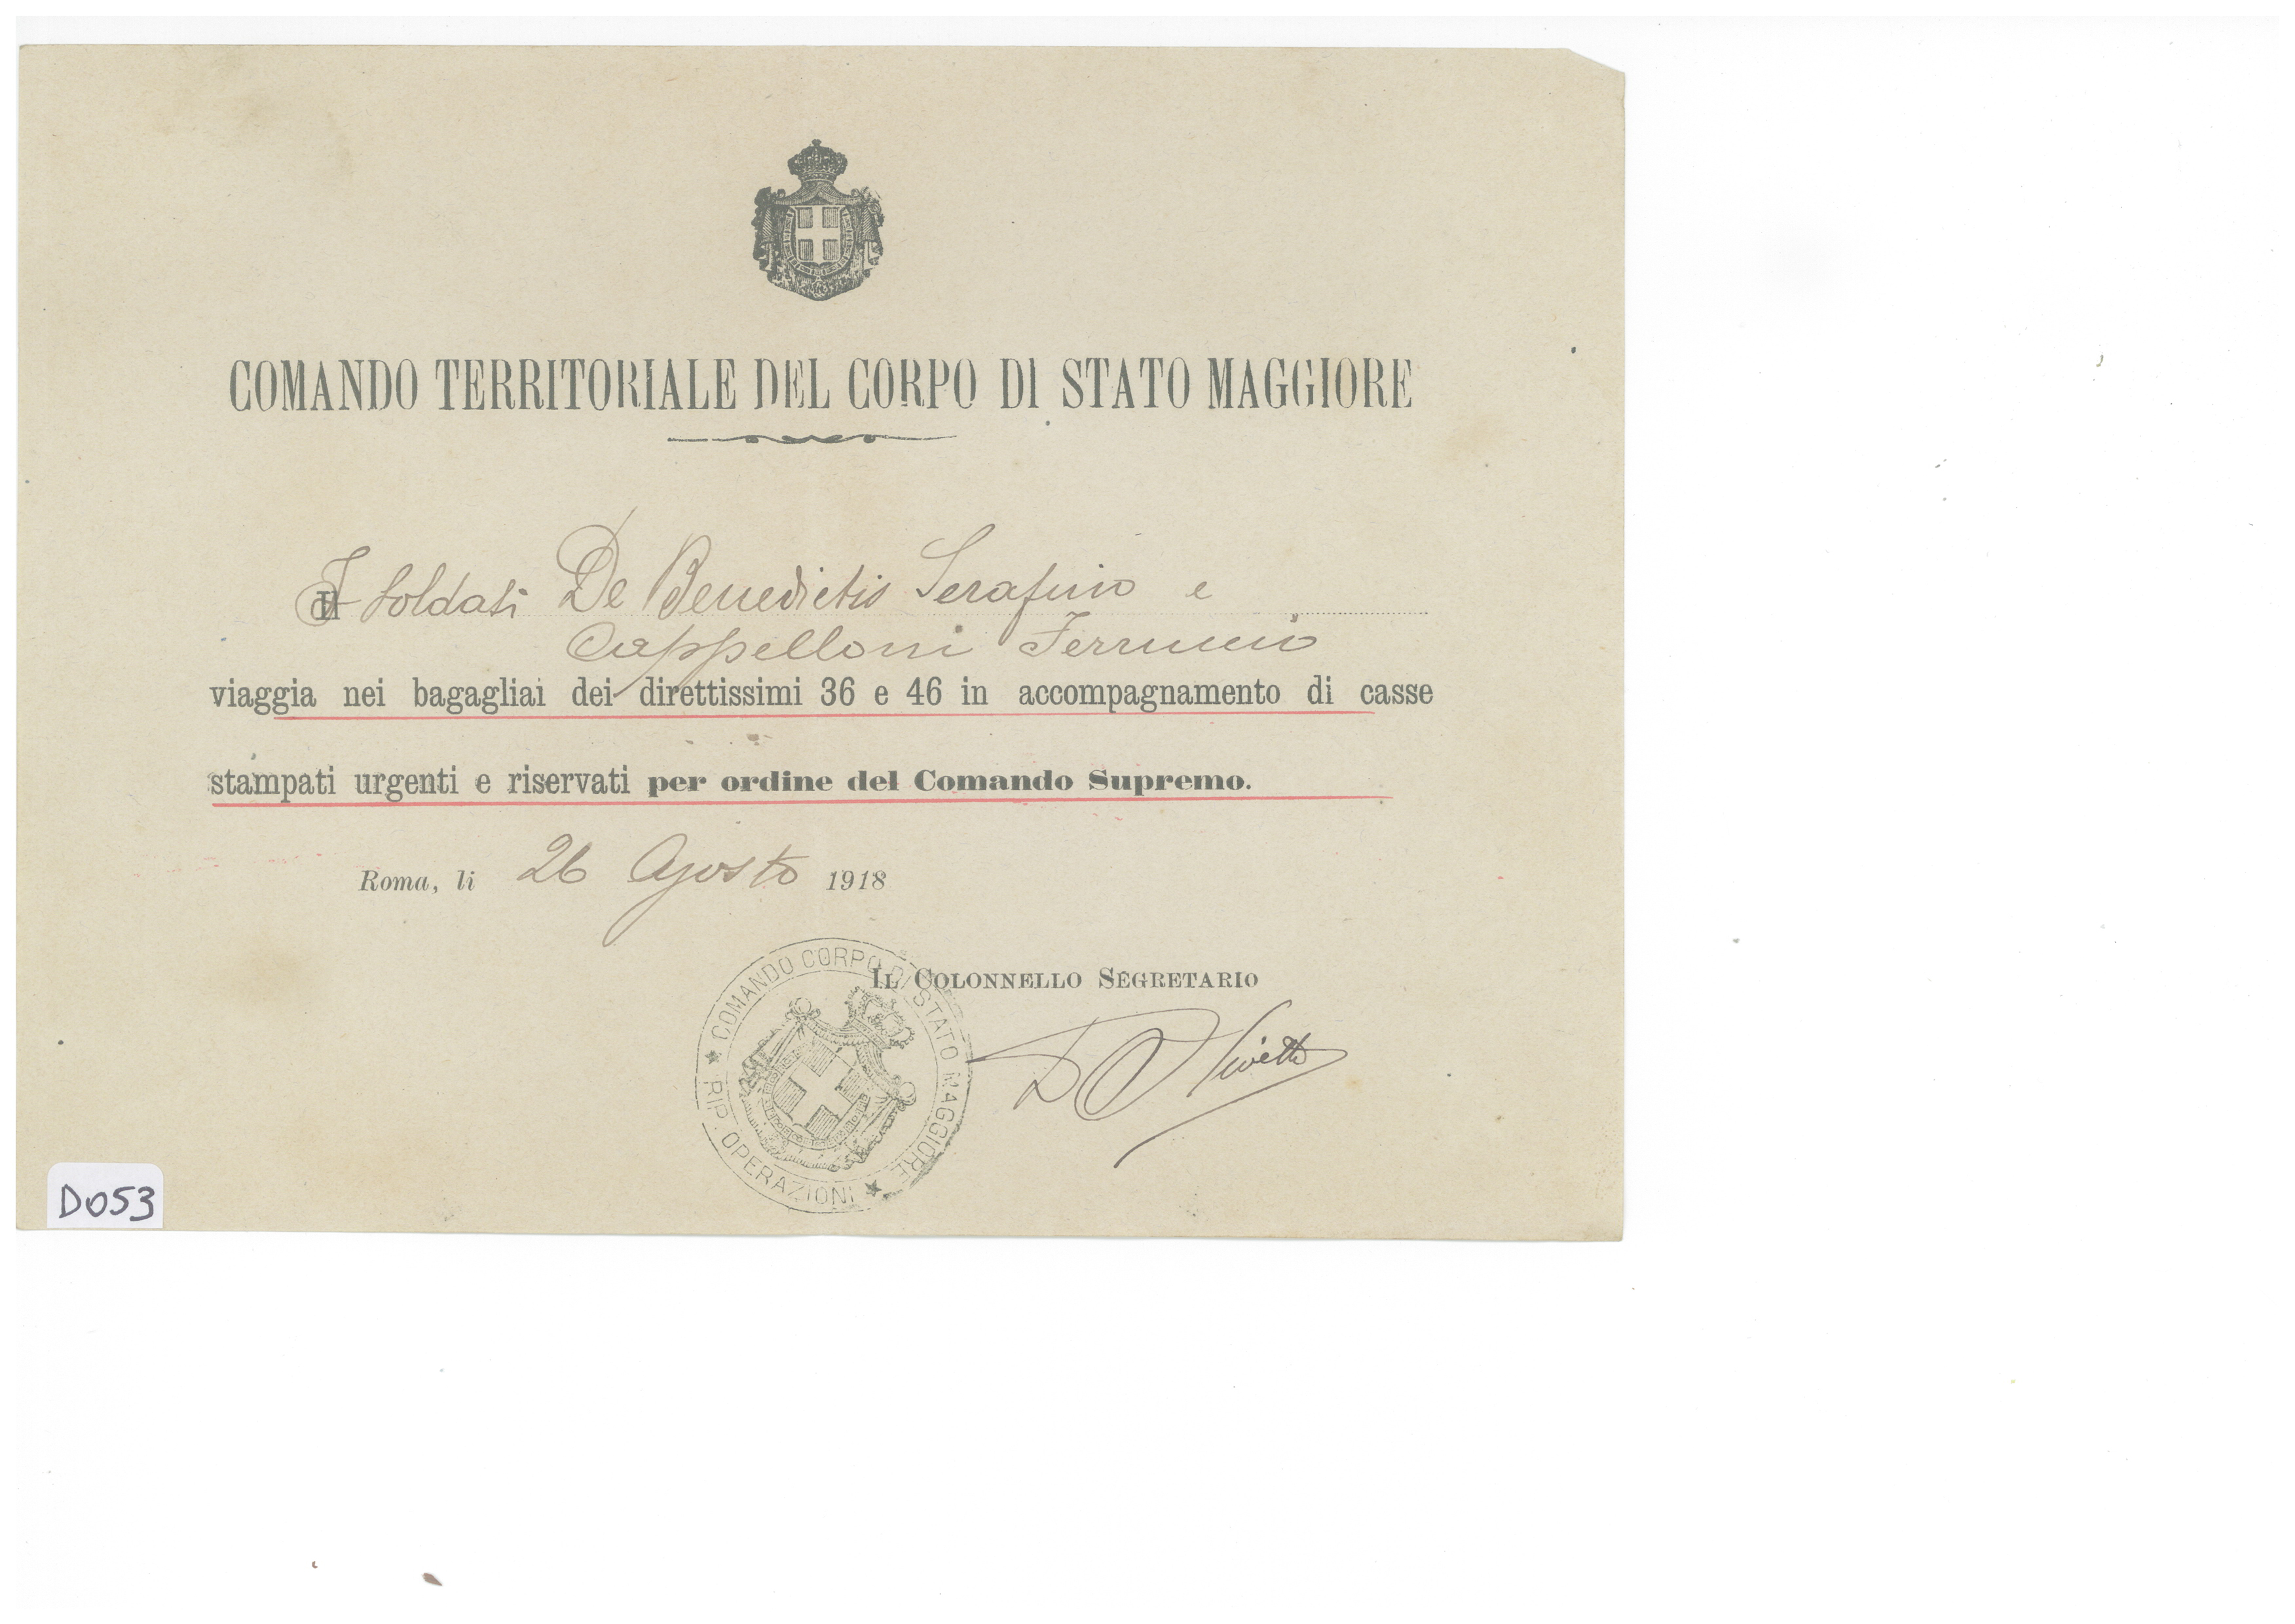 COMANDO TERRITORIALE DEL CORPO DI STATO MAGGIORE
I soldati De Benedictis Serafino e
Cappelloni Ferruccio
viaggia nei bagagliai dei direttissimi 36 e 46 in accompagnamento di casse
stampati urgenti e riservati per ordine del Comando Supremo.
Roma, li 26 Agosto 1918
IL COLONNELLO SEGRETARIO
COMANDO CORPO DI STATO MAGGIORE
RIP. OPERAZIONI
D053